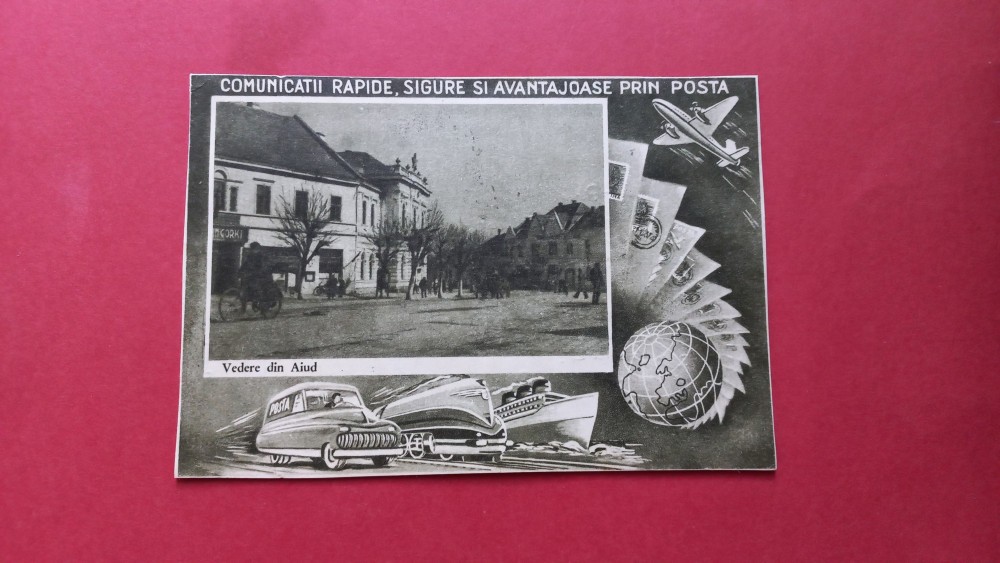 COMUNICATII RAPIDE, SIGURE SI AVANTAJOASE PRIN POSTA
GORKI
Vedere din Aiud
POSTA